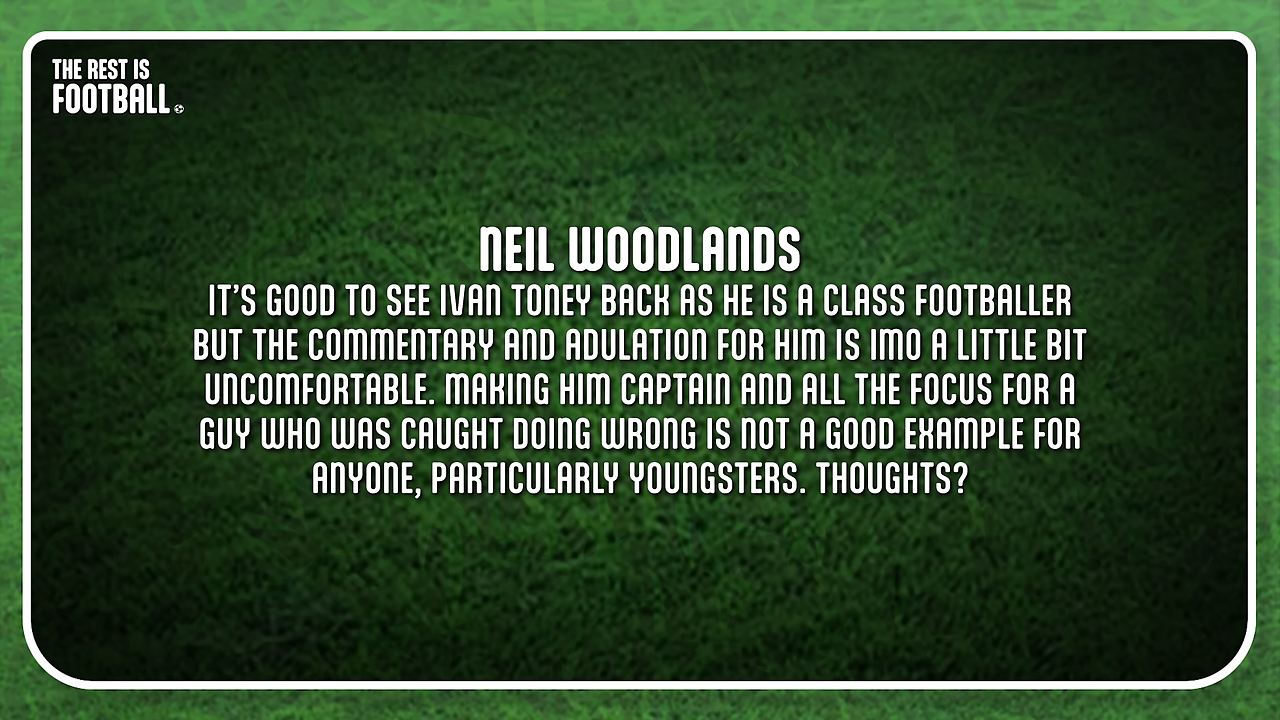 THE REST IS
FOOTBALL
NEIL WOODLANDS
IT'S GOOD TO SEE IVAN TONEY BACK AS HE IS A CLASS FOOTBALLER
BUT THE COMMENTARY AND ADULATION FOR HIM IS IMO A LITTLE BIT
UNCOMFORTABLE. MAKING HIM CAPTAIN AND ALL THE FOCUS FOR A
GUY WHO WAS CAUGHT DOING WRONG IS NOT A GOOD EXAMPLE FOR
ANYONE, PARTICULARLY YOUNGSTERS. THOUGHTS?